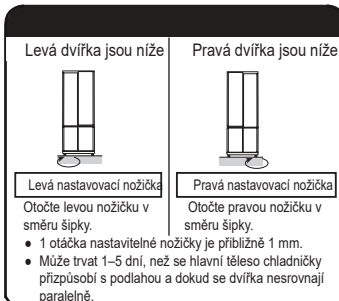 Levá dvířka jsou níže
Pravá dvířka jsou níže
Levá nastavovací nožička
Pravá nastavovací nožička
Otočte levou nožičku v
směru šipky.
Otočte pravou nožičku v
směru šipky.
● 1 otáčka nastavitelné nožičky je přibližně 1 mm.
● Může trvat 1–5 dní, než se hlavní těleso chladničky
přizpůsobí s podlahou a dokud se dvířka nesrovnají
paralelně.